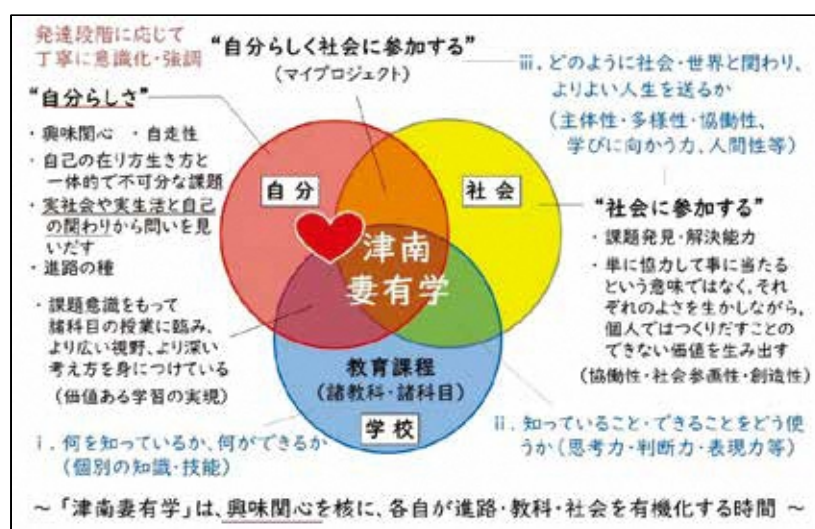 発達段階に応じて
丁寧に意識化・強調
“自分らしく社会に参加する”
(マイプロジェクト)
iii. どのように社会・世界と関わり、
よりよい人生を送るか
(主体性・多様性・協働性、
学びに向かう力、人間性等)
“自分らしさ”
・興味関心 ・自走性
・自己の在り方生き方と
一体的で不可分な課題
・実社会や実生活と自己
の関わりから問いを見
いだす
・進路の種
・課題意識をもって
諸科目の授業に臨み、
より広い視野、より深い
考え方を身につけている
(価値ある学習の実現)
自分
社会
津南
妻有学
“社会に参加する”
・課題発見・解決能力
・単に協力して事に当たる
という意味ではなく、それ
ぞれのよさを生かしながら、
個人ではつくりだすことの
できない価値を生み出す
(協働性・社会参画性・創造性)
教育課程
(諸教科・諸科目)
学校
i. 何を知っているか、何ができるか
(個別の知識・技能)
ii. 知っていること・できることをどう使
うか(思考力・判断力・表現力等)
～「津南妻有学」は、興味関心を核に、各自が進路・教科・社会を有機化する時間～